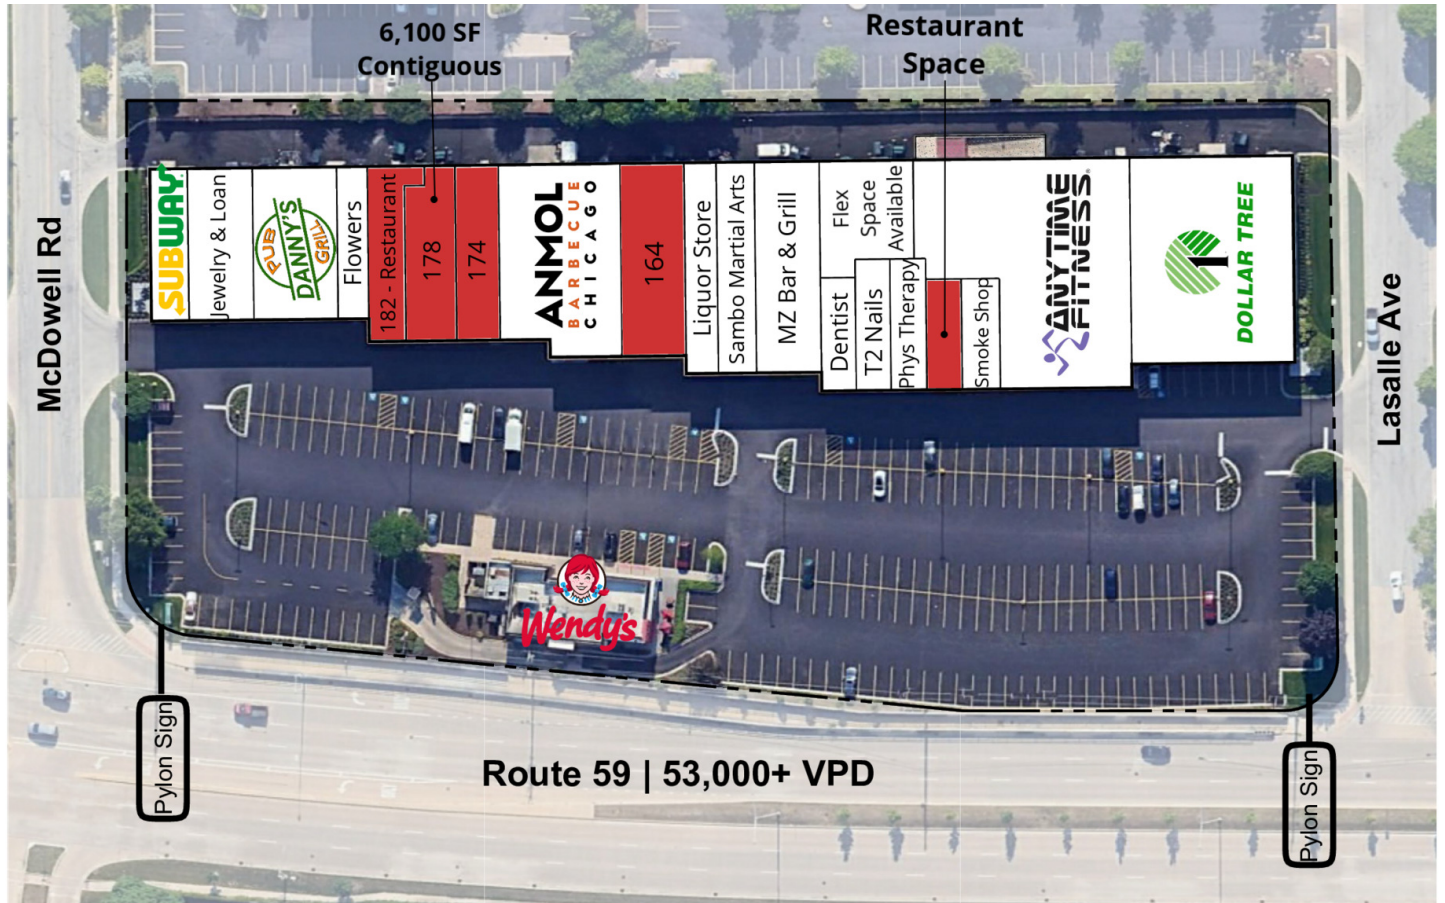 6,100 SF
Contiguous
Restaurant
Space
McDowell Rd
SUBWAY
Jewelry & Loan
DANNY'S
PUB
GRILL
Flowers
182 - Restaurant
178
174
ANMOL
BARBECUE
CHICAGO
164
Liquor Store
Sambo Martial Arts
MZ Bar & Grill
Flex
Space
Available
Dentist
T2 Nails
Phys Therapy
Smoke Shop
ANYTIME
FITNESS®
1
DOLLAR TREE
Lasalle Ave
Wendy's
Pylon Sign
Route 59 | 53,000+ VPD
Pylon Sign